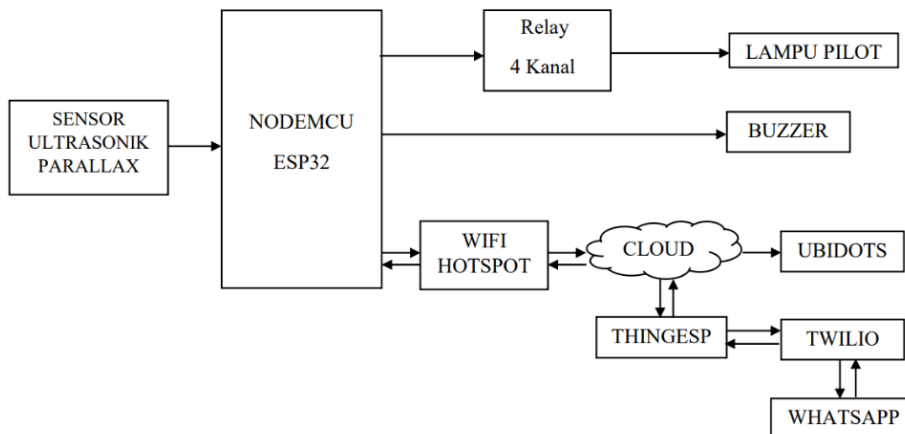 Relay
4 Kanal
LAMPU PILOT
SENSOR
ULTRASONIK
PARALLAX
NODEMCU
ESP32
BUZZER
WIFI
HOTSPOT
CLOUD
UBIDOTS
THINGESP
TWILIO
WHATSAPP